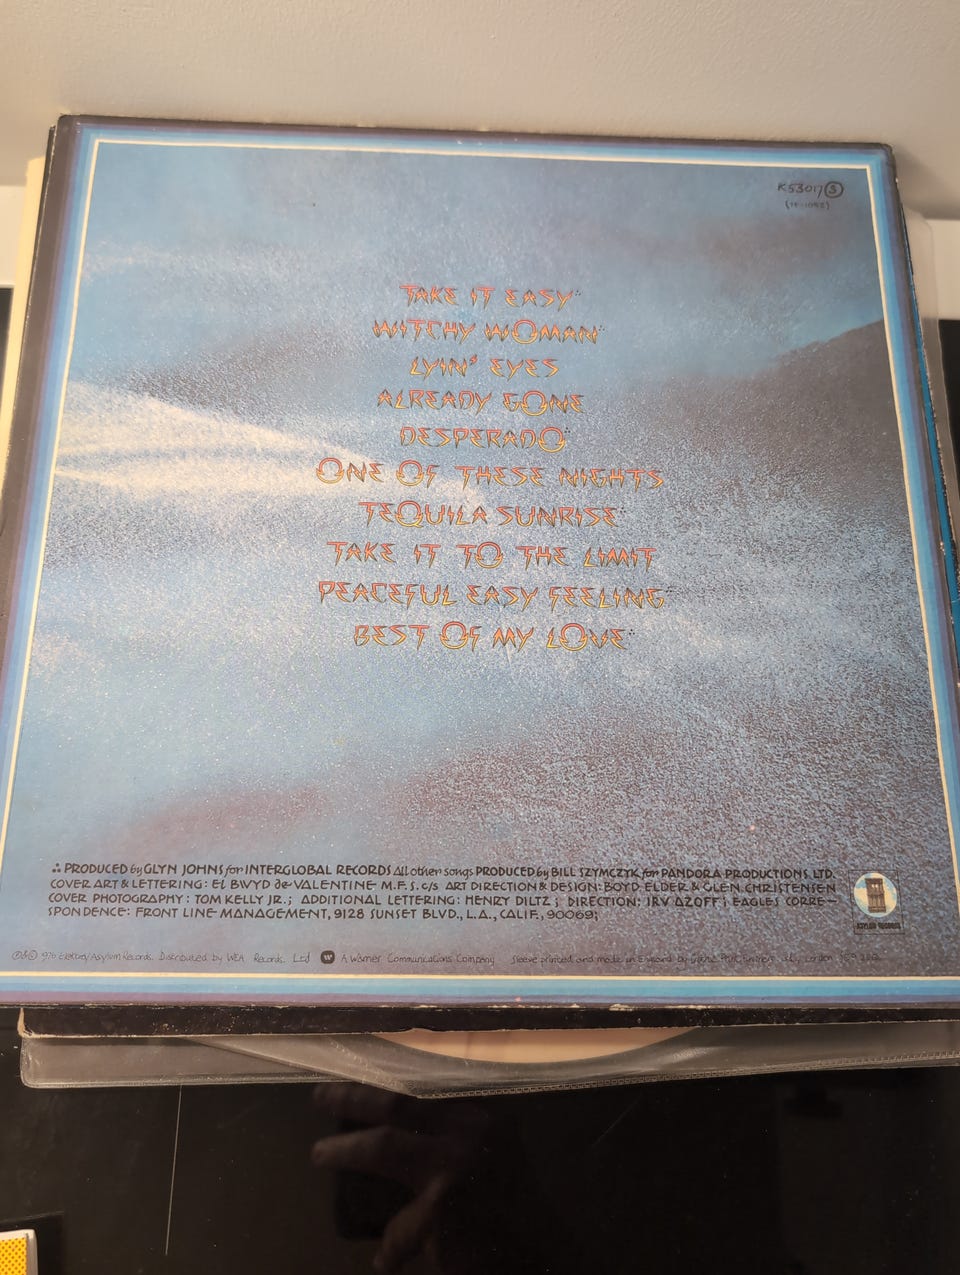 K53017 S
(7E-1052)
TAKE IT EASY∴
WITCHY WOMAN∴
LYIN' EYES
ALREADY GONE
DESPERADO∴
ONE OF THESE NIGHTS
TEQUILA SUNRISE∴
TAKE IT TO THE LIMIT
PEACEFUL EASY FEELING∴
BEST OF MY LOVE∴
∴ PRODUCED by GLYN JOHNS for INTERGLOBAL RECORDS All other songs PRODUCED by BILL SZYMCZYK for PANDORA PRODUCTIONS LTD.
COVER ART & LETTERING : EL BWYD de VALENTINE M.F.S. c/s ART DIRECTION & DESIGN: BOYD ELDER & GLEN CHRISTENSEN
COVER PHOTOGRAPHY : TOM KELLY JR.; ADDITIONAL LETTERING: HENRY DILTZ ; DIRECTION: IRV AZOFF ; EAGLES CORRE-
SPONDENCE: FRONT LINE MANAGEMENT, 9128 SUNSET BLVD., L.A., CALIF., 90069;
ASYLUM RECORDS
℗&© 976 Elektra/Asylum Records. Distributed by WEA Records. Ltd W A Warner Communications Company Sleeve printed and made in England by London